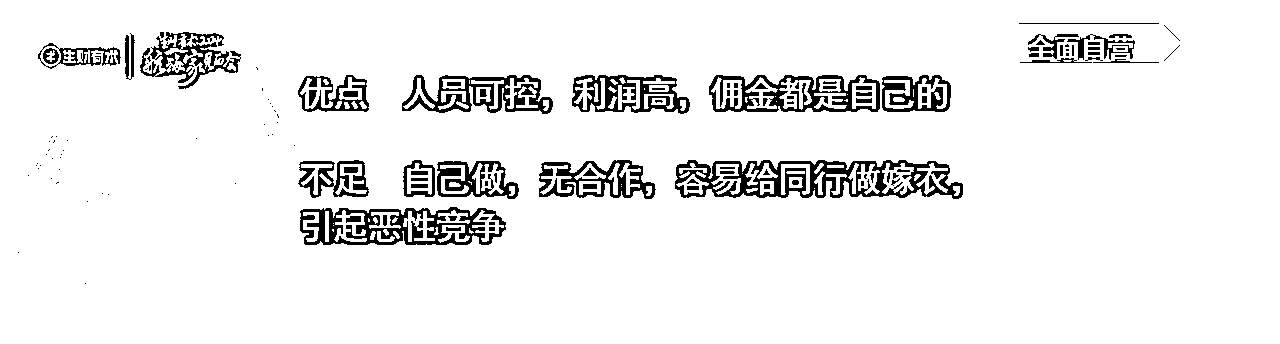 生财有术
全面自营
优点 人员可控，利润高，佣金都是自己的
不足 自己做，无合作，容易给同行做嫁衣，
引起恶性竞争